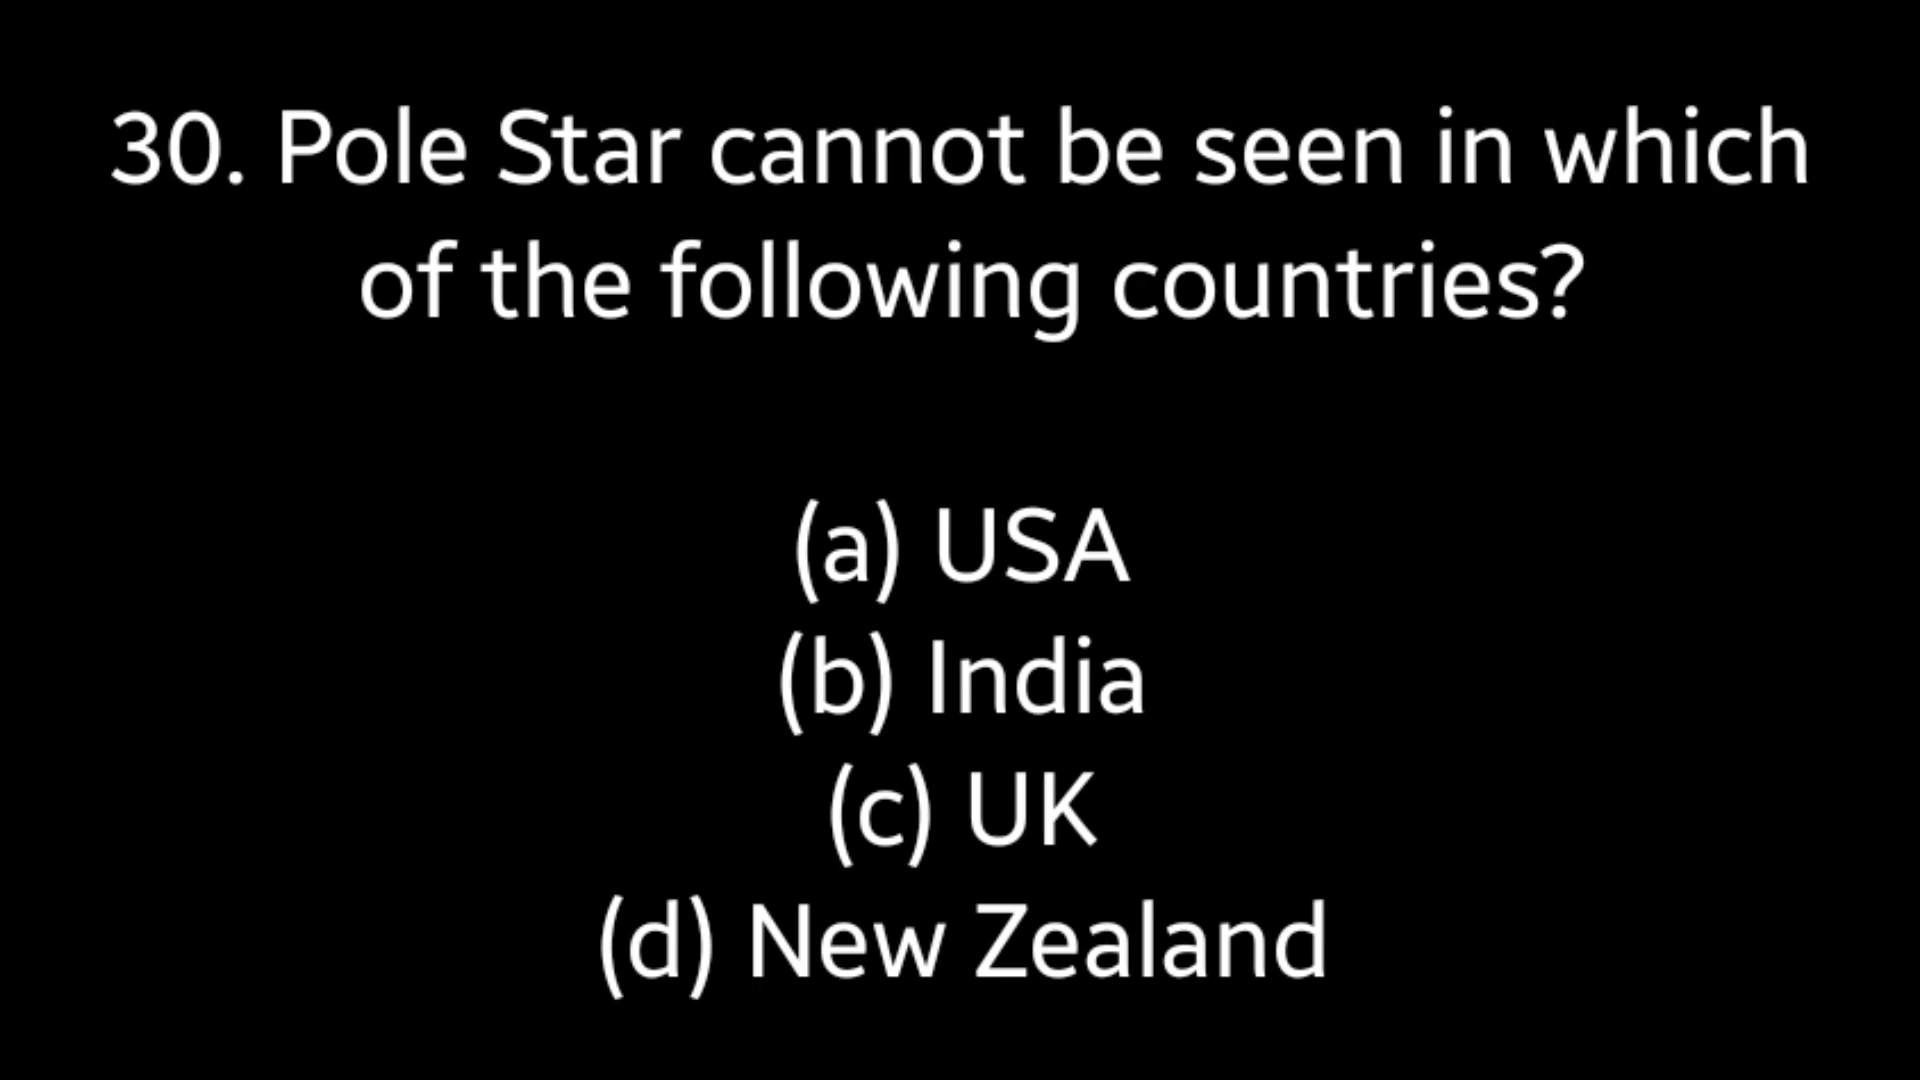 30. Pole Star cannot be seen in which
of the following countries?
(a) USA
(b) India
(c) UK
(d) New Zealand